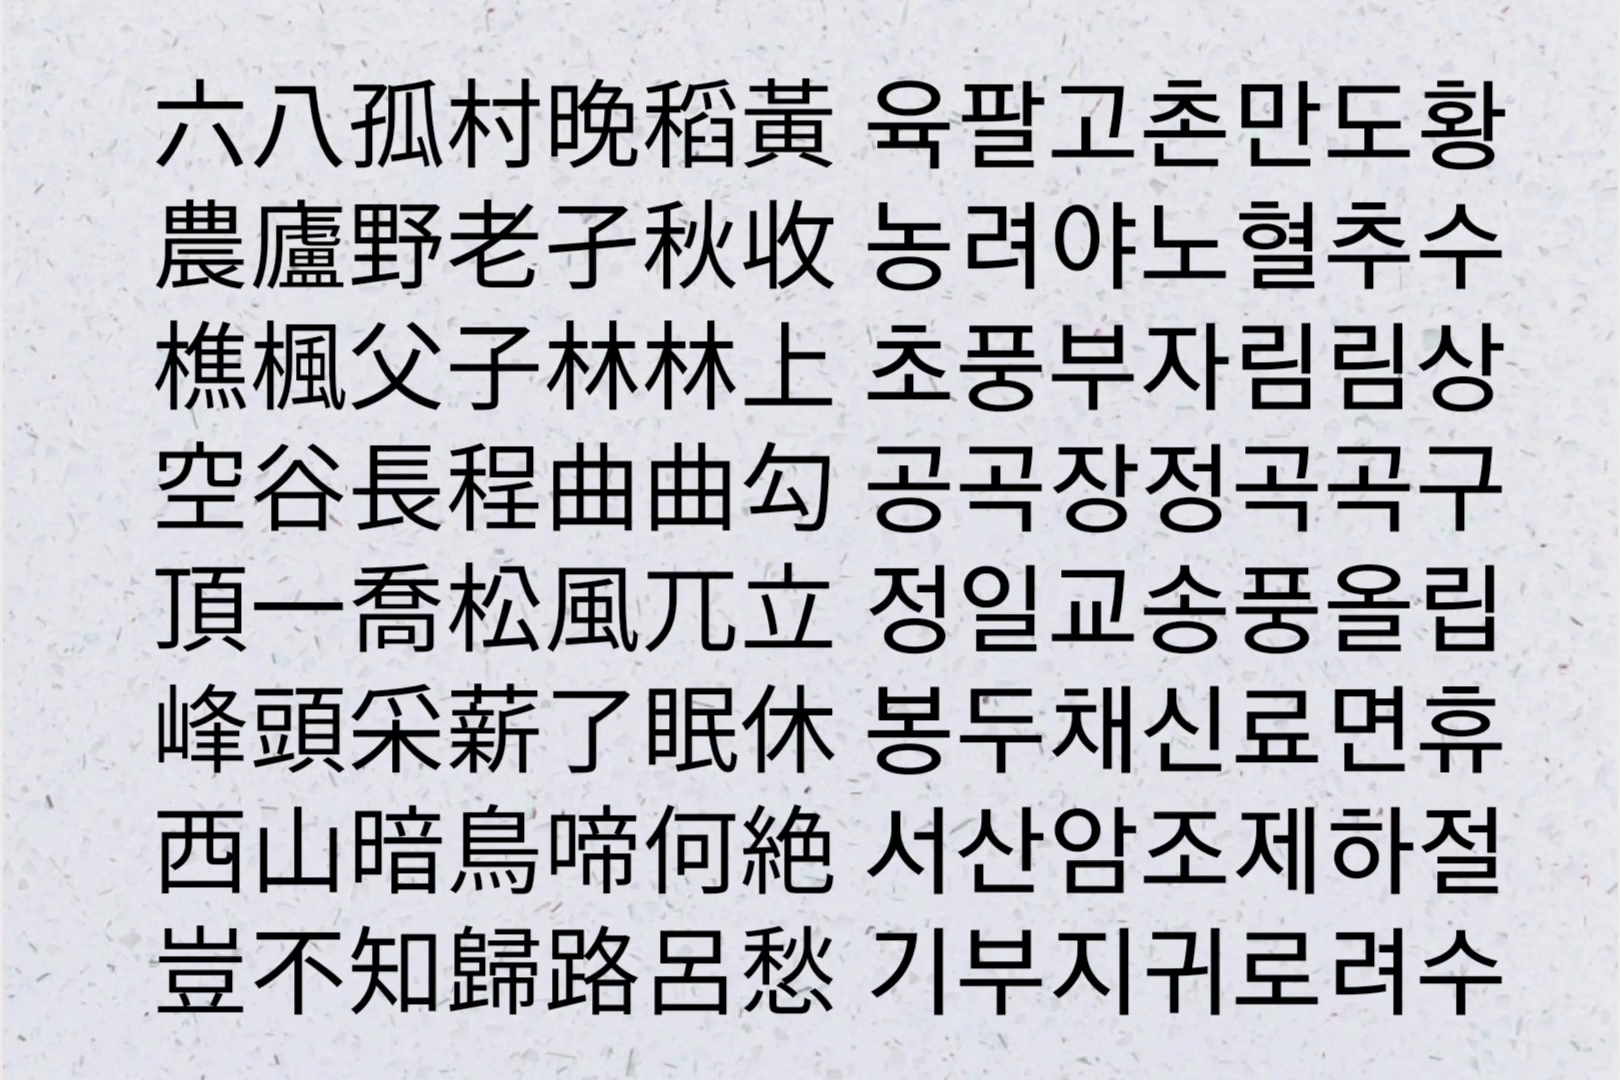 六八孤村晚稻黃 육팔고촌만도황
農廬野老孑秋收 농려야노혈추수
樵楓父子林林上 초풍부자림림상
空谷長程曲曲勾 공곡장정곡곡구
頂一喬松風兀立 정일교송풍올립
峰頭采薪了眠休 봉두채신료면휴
西山暗鳥啼何絶 서산암조제하절
豈不知歸路呂愁 기부지귀로려수